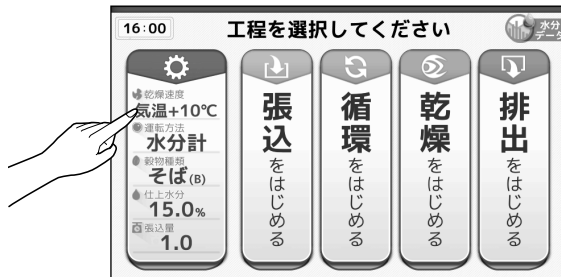 16:00
工程を選択してください
水分
データ
乾燥速度
気温+10℃
運転方法
水分計
穀物種類
そば(B)
仕上水分
15.0%
張込量
1.0
張込をはじめる
循環をはじめる
乾燥をはじめる
排出をはじめる